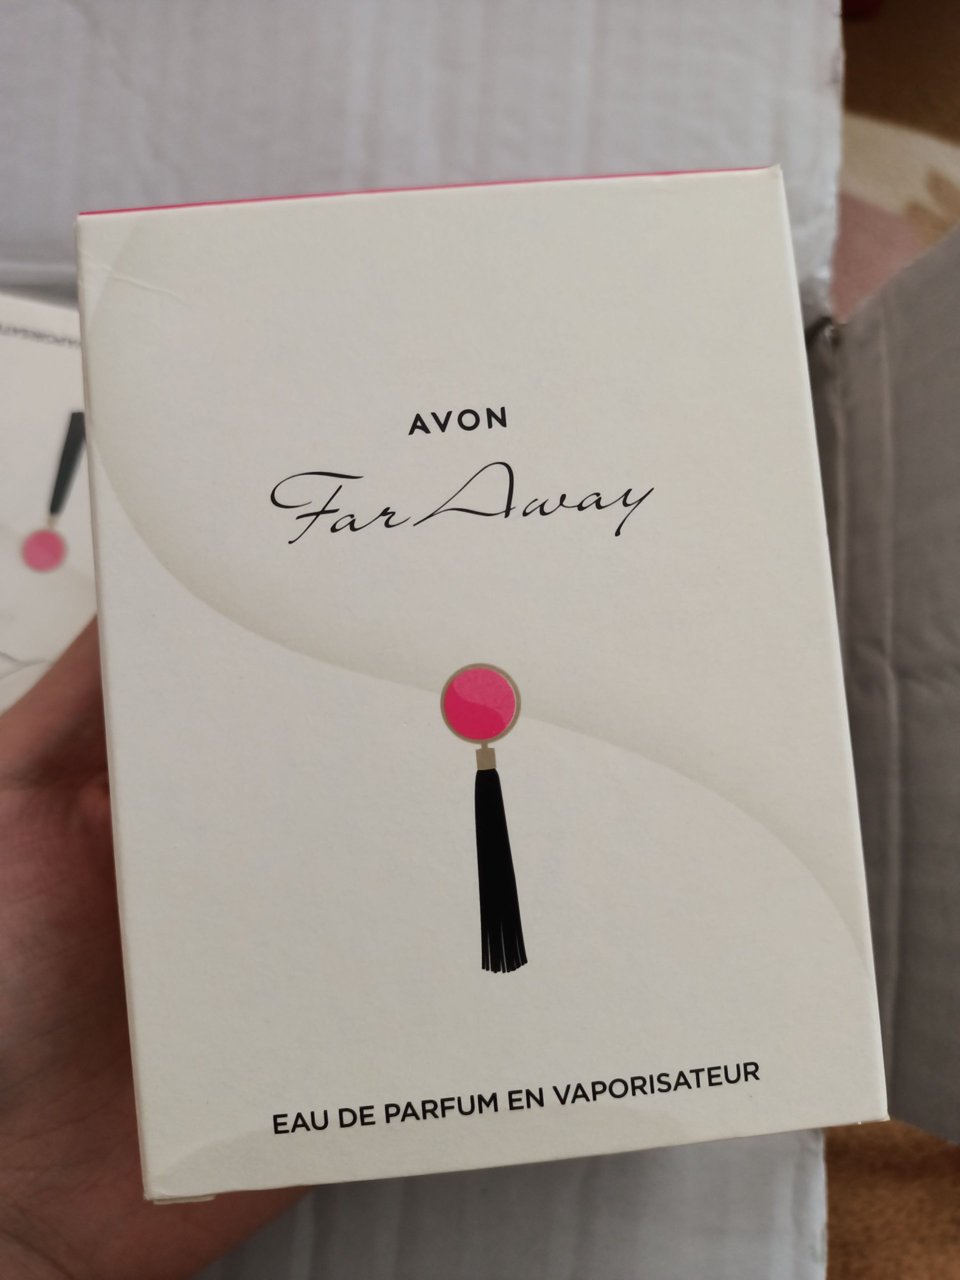 AVON
Far Away
EAU DE PARFUM EN VAPORISATEUR